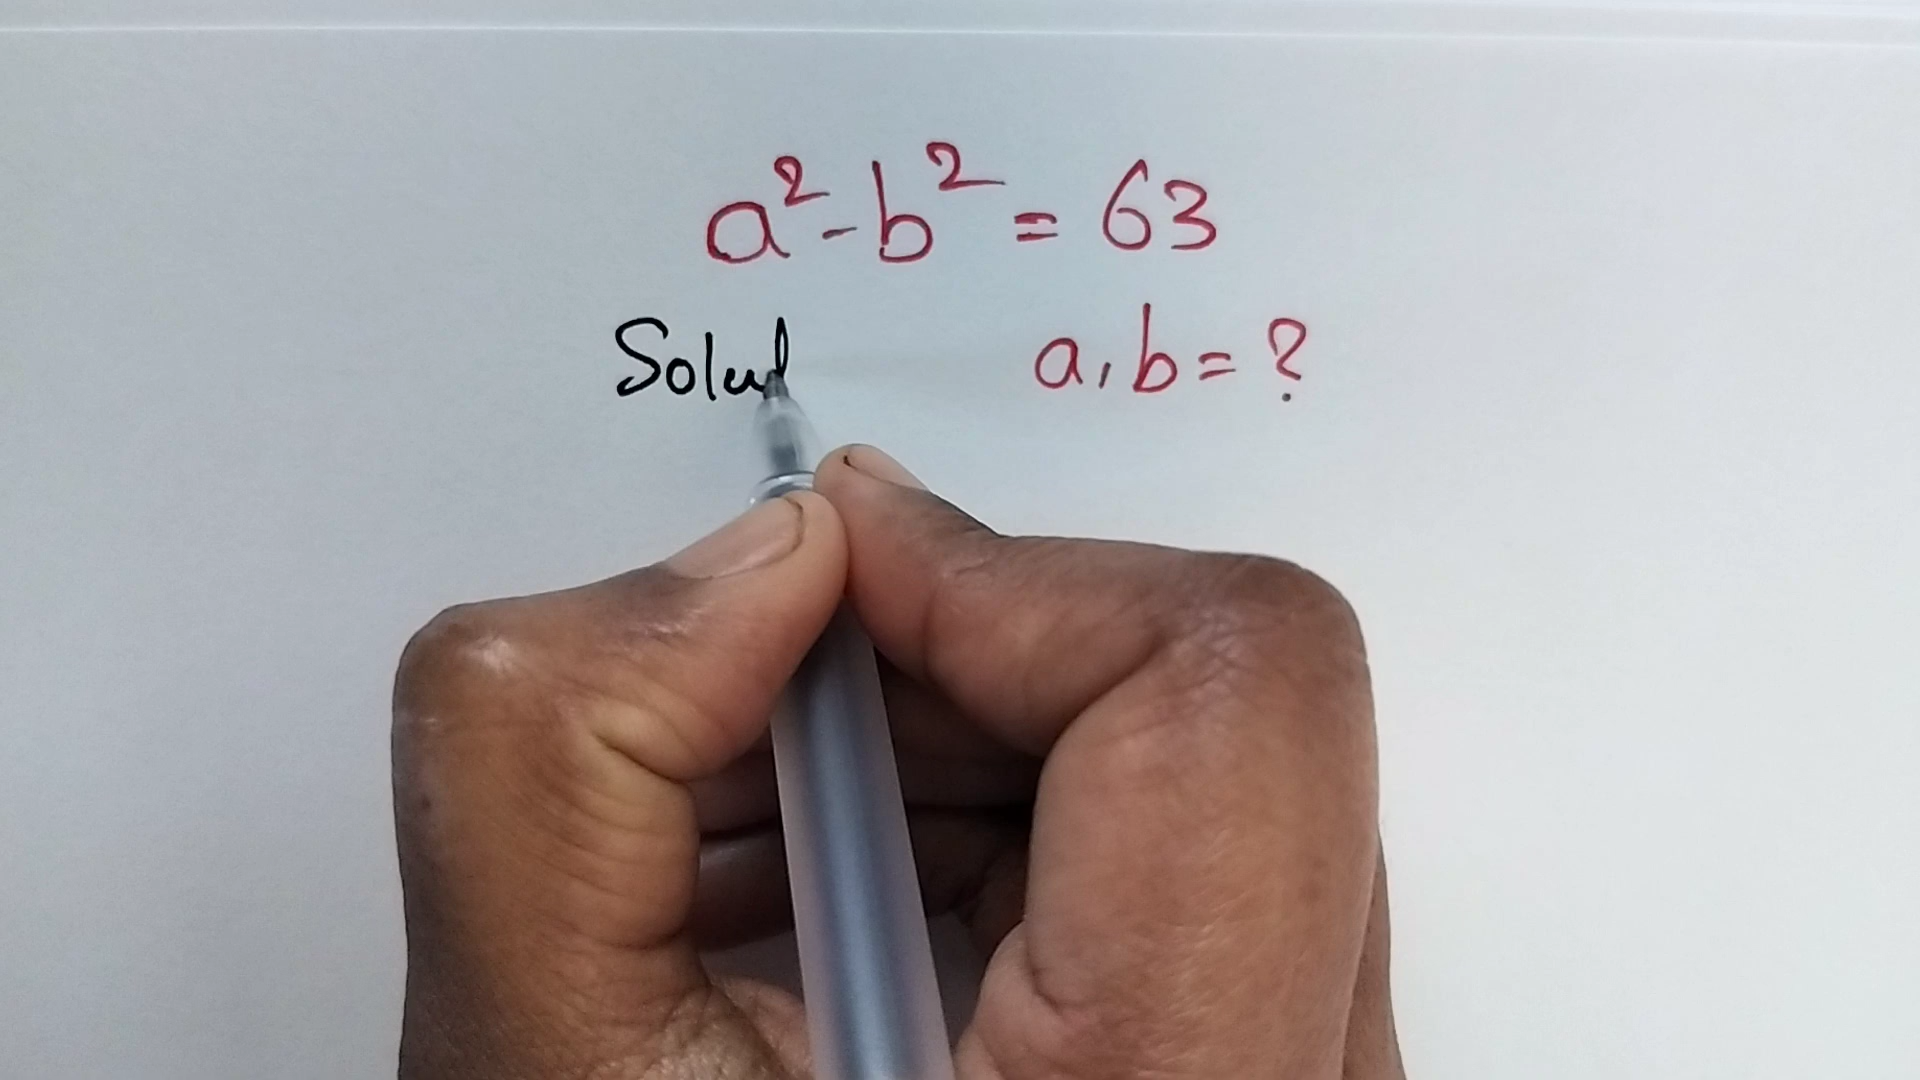 a² - b² = 63
Solut a, b = ?